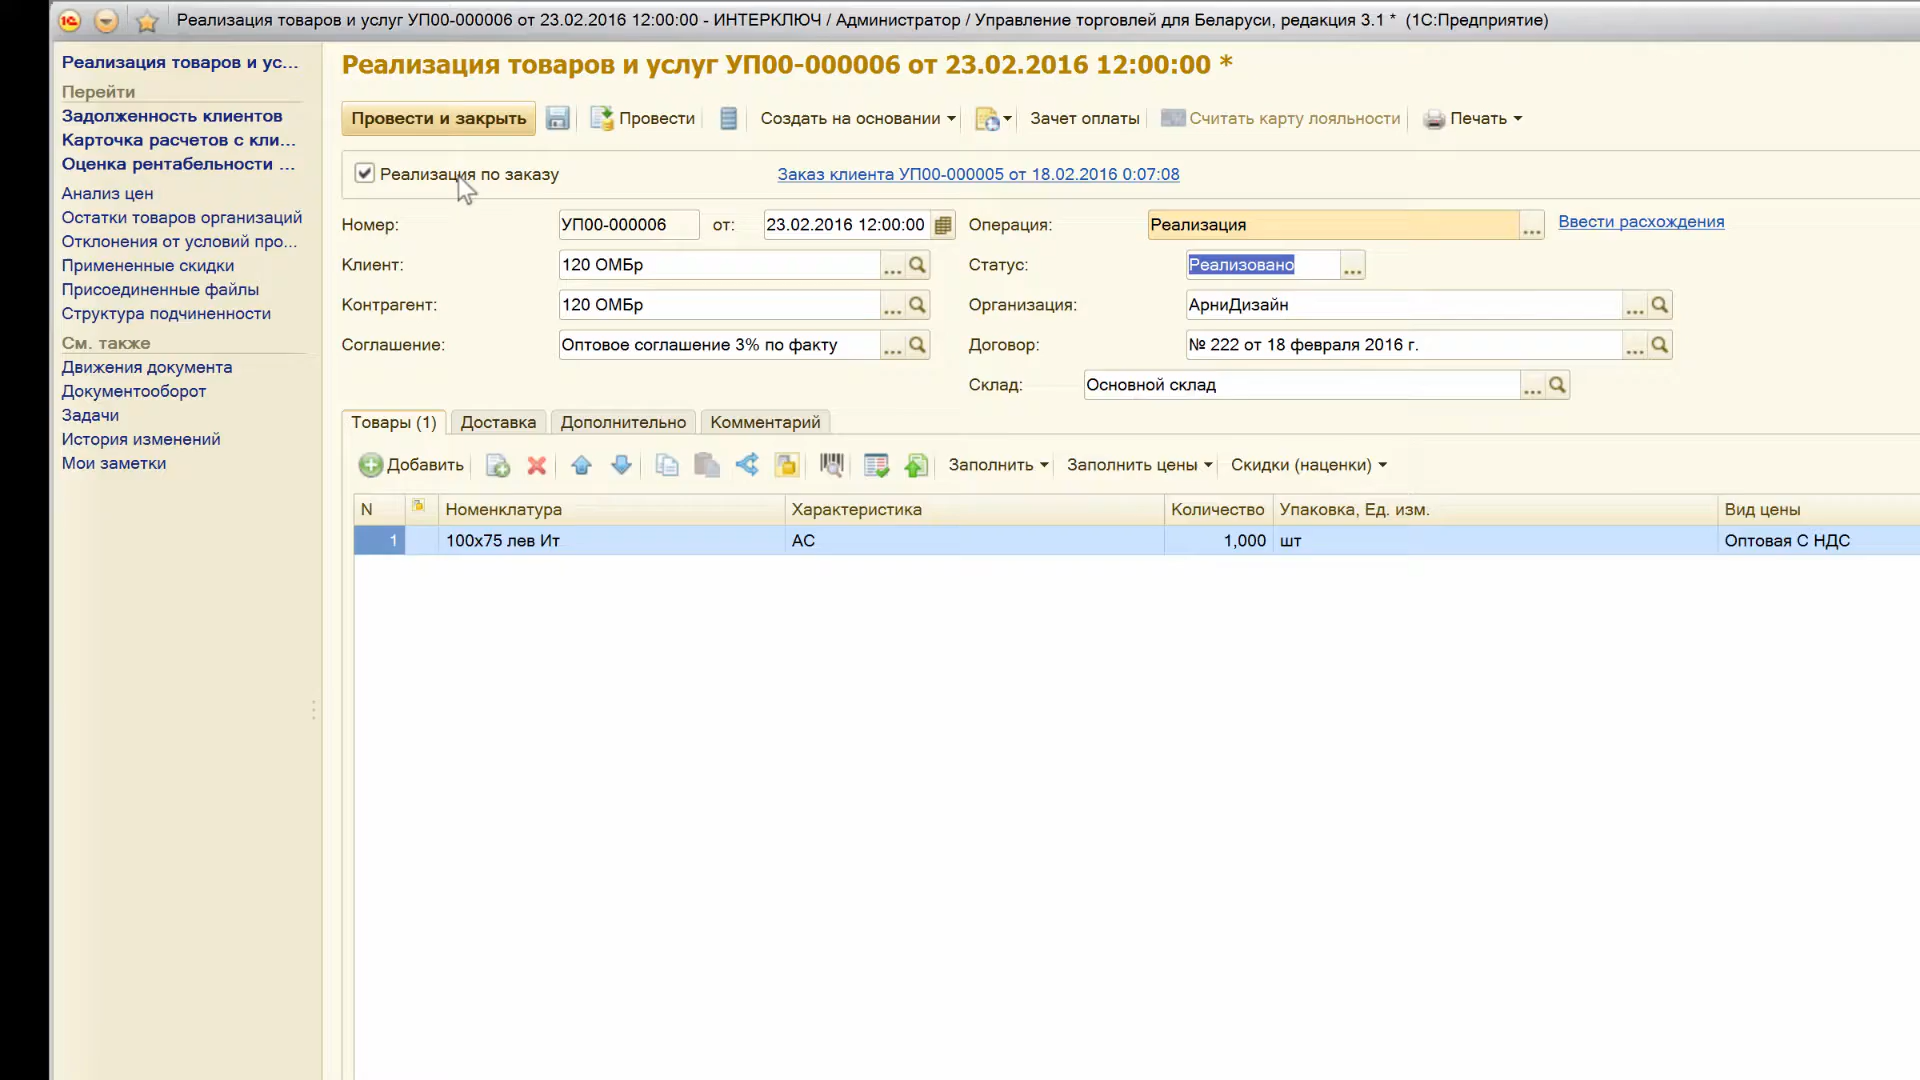 Реализация товаров и услуг УП00-000006 от 23.02.2016 12:00:00 - ИНТЕРКЛЮЧ / Администратор / Управление торговлей для Беларуси, редакция 3.1 * (1С:Предприятие)
Реализация товаров и ус...
Перейти
Задолженность клиентов
Карточка расчетов с кли...
Оценка рентабельности ...
Анализ цен
Остатки товаров организаций
Отклонения от условий про...
Примененные скидки
Присоединенные файлы
Структура подчиненности
См. также
Движения документа
Документооборот
Задачи
История изменений
Мои заметки
Реализация товаров и услуг УП00-000006 от 23.02.2016 12:00:00 *
Провести и закрыть Провести Создать на основании Зачет оплаты Считать карту лояльности Печать
Реализация по заказу Заказ клиента УП00-000005 от 18.02.2016 0:07:08
Номер: УП00-000006 от: 23.02.2016 12:00:00 Операция: Реализация ... Ввести расхождения
Клиент: 120 ОМБр ... Статус: Реализовано ...
Контрагент: 120 ОМБр ... Организация: АрниДизайн ...
Соглашение: Оптовое соглашение 3% по факту ... Договор: № 222 от 18 февраля 2016 г. ...
Склад: Основной склад ...
Товары (1) Доставка Дополнительно Комментарий
Добавить Заполнить Заполнить цены Скидки (наценки)
N Номенклатура Характеристика Количество Упаковка, Ед. изм. Вид цены
1 100х75 лев Ит АС 1,000 шт Оптовая С НДС